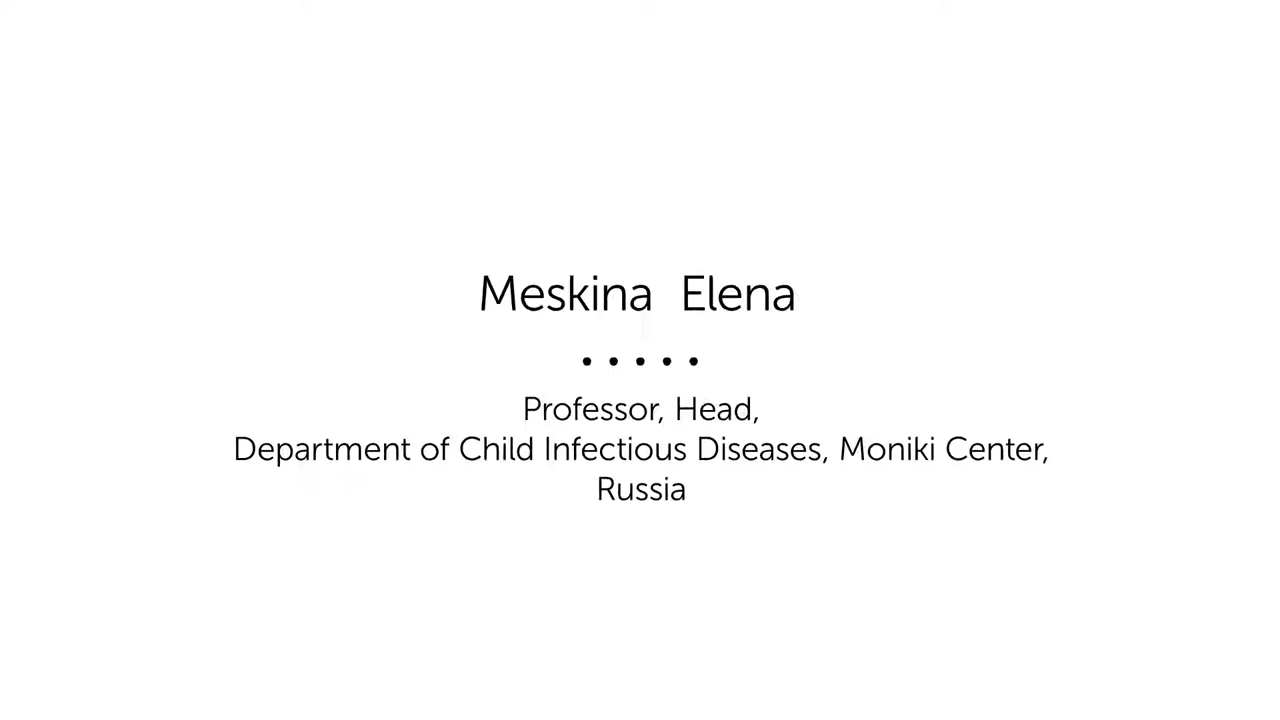 Meskina Elena
• • • • •
Professor, Head,
Department of Child Infectious Diseases, Moniki Center,
Russia